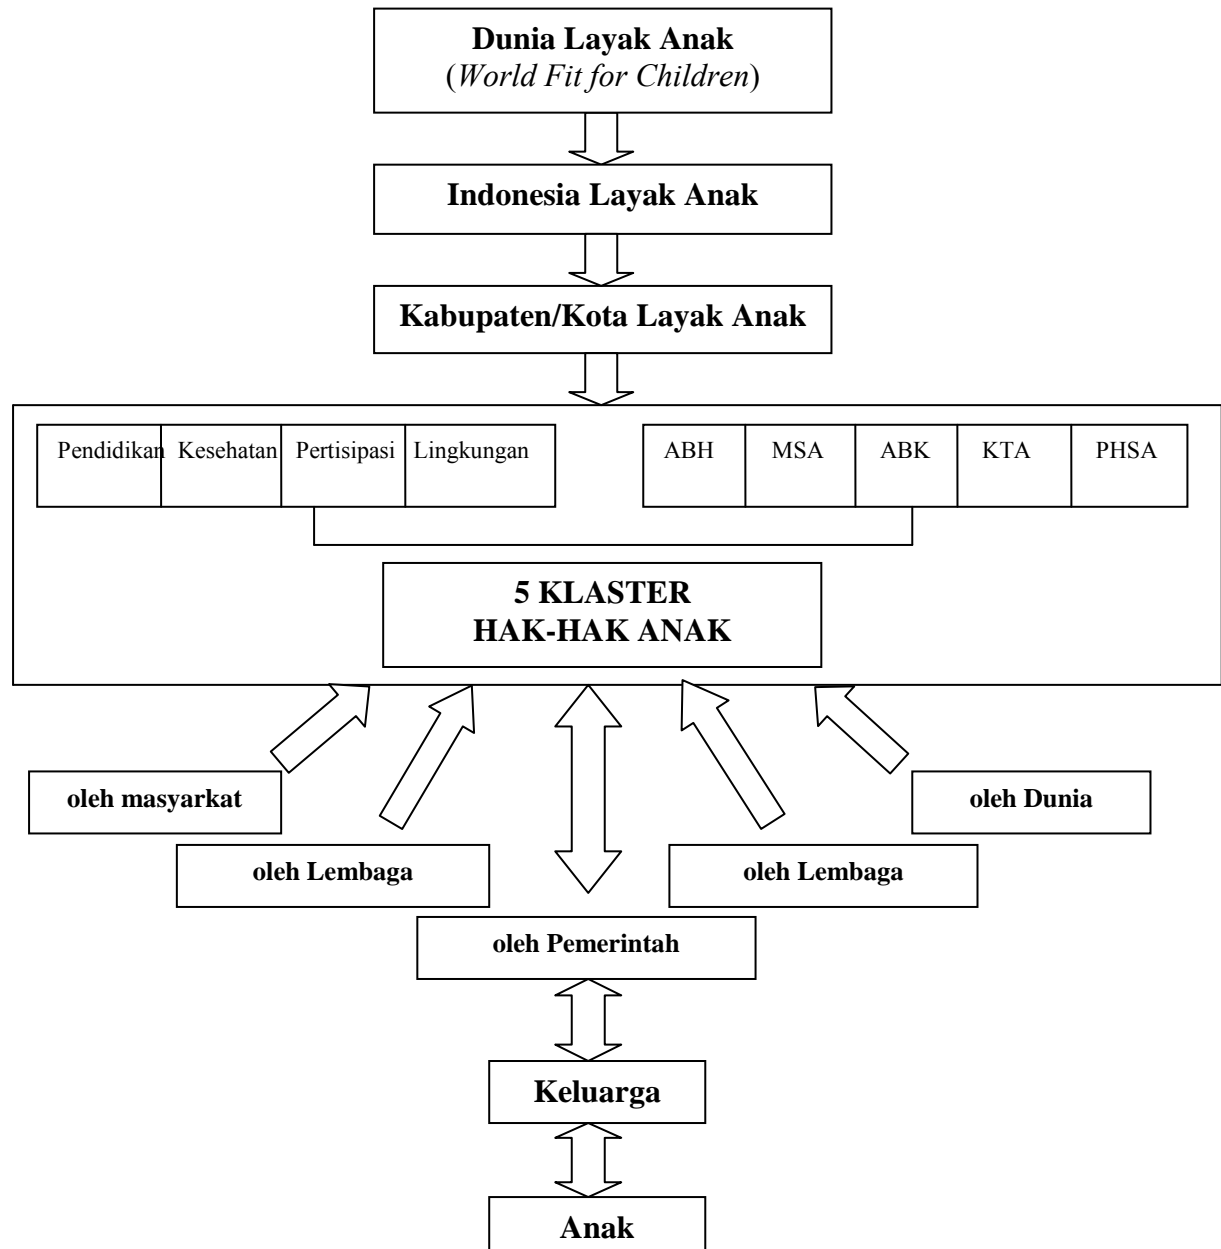 Dunia Layak Anak
(World Fit for Children)
Indonesia Layak Anak
Kabupaten/Kota Layak Anak
Pendidikan Kesehatan Pertisipasi Lingkungan ABH MSA ABK KTA PHSA
5 KLASTER
HAK-HAK ANAK
oleh masyarkat
oleh Dunia
oleh Lembaga
oleh Lembaga
oleh Pemerintah
Keluarga
Anak